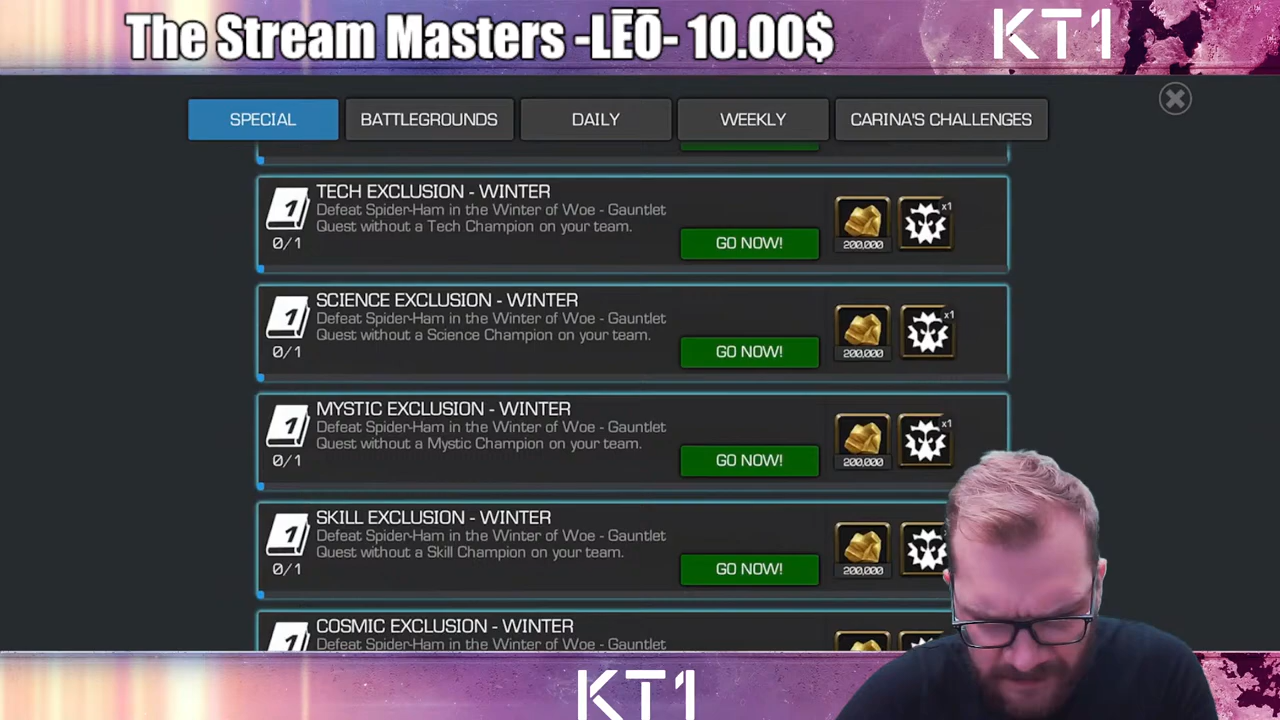 The Stream Masters -LĒŌ- 10.00$
KT1
SPECIAL
BATTLEGROUNDS
DAILY
WEEKLY
CARINA'S CHALLENGES
TECH EXCLUSION - WINTER
Defeat Spider-Ham in the Winter of Woe - Gauntlet
Quest without a Tech Champion on your team.
1
0/1
GO NOW!
200,000
x1
SCIENCE EXCLUSION - WINTER
Defeat Spider-Ham in the Winter of Woe - Gauntlet
Quest without a Science Champion on your team.
1
0/1
GO NOW!
200,000
x1
MYSTIC EXCLUSION - WINTER
Defeat Spider-Ham in the Winter of Woe - Gauntlet
Quest without a Mystic Champion on your team.
1
0/1
GO NOW!
200,000
x1
SKILL EXCLUSION - WINTER
Defeat Spider-Ham in the Winter of Woe - Gauntlet
Quest without a Skill Champion on your team.
1
0/1
GO NOW!
200,000
COSMIC EXCLUSION - WINTER
Defeat Spider-Ham in the Winter of Woe - Gauntlet
1
KT1